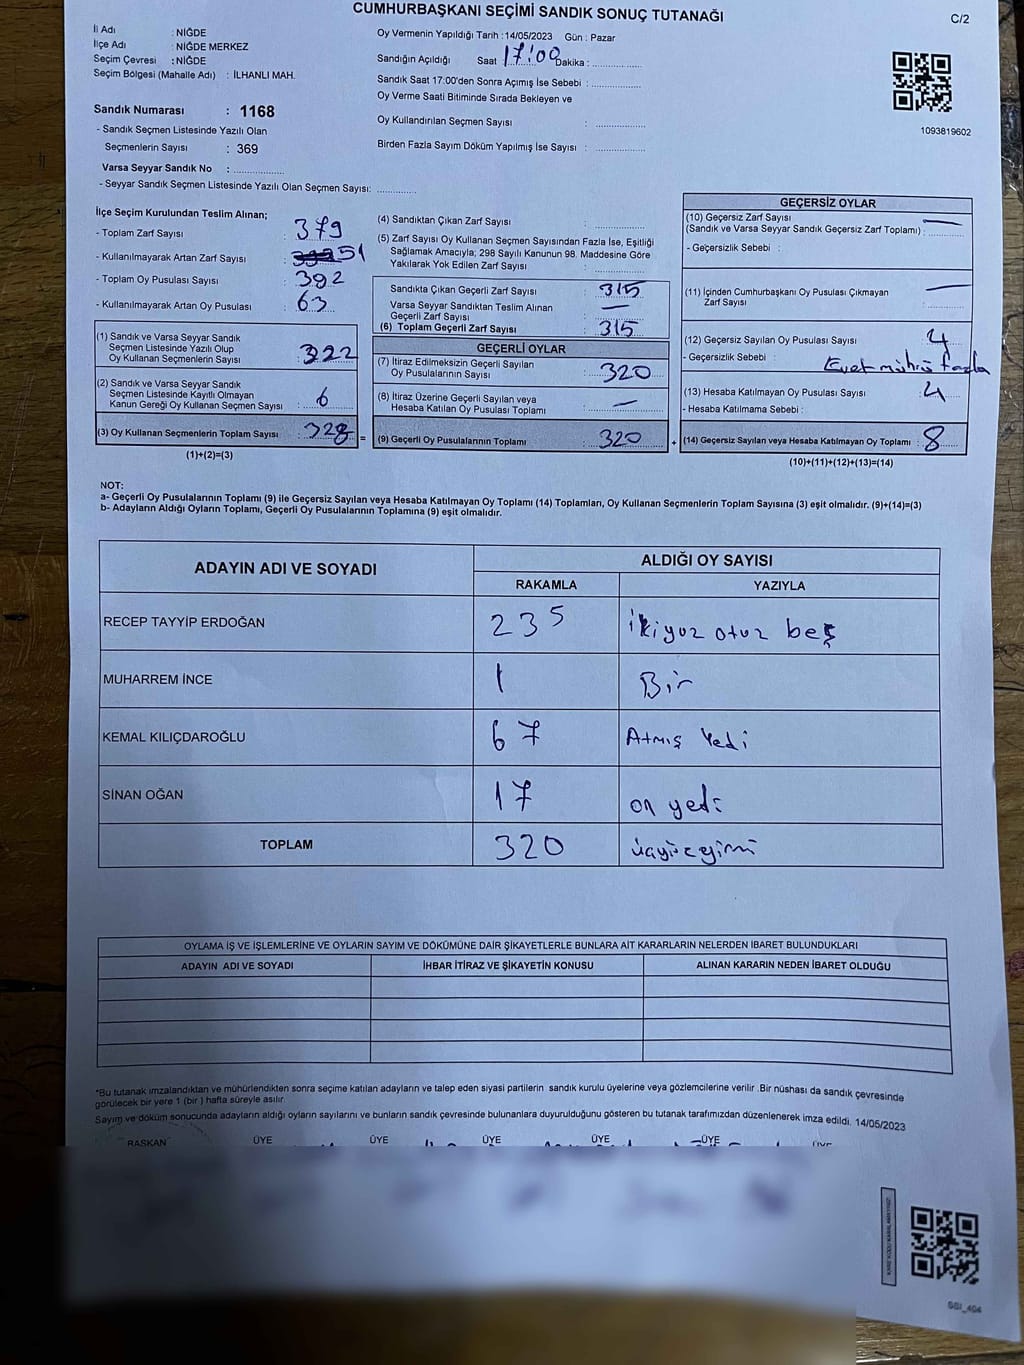 CUMHURBAŞKANI SEÇİMİ SANDIK SONUÇ TUTANAĞI
C/2
İl Adı : NİĞDE
İlçe Adı : NİĞDE MERKEZ
Seçim Çevresi : NİĞDE
Seçim Bölgesi (Mahalle Adı) : İLHANLI MAH.
Oy Vermenin Yapıldığı Tarih : 14/05/2023 Gün : Pazar
Sandığın Açıldığı Saat 17:00 Dakika :
Sandık Saat 17:00'den Sonra Açımış İse Sebebi :
Oy Verme Saati Bitiminde Sırada Bekleyen ve
Oy Kullandırılan Seçmen Sayısı :
Birden Fazla Sayım Döküm Yapılmış İse Sayısı :
1093819602
Sandık Numarası : 1168
- Sandık Seçmen Listesinde Yazılı Olan
Seçmenlerin Sayısı : 369
Varsa Seyyar Sandık No :
- Seyyar Sandık Seçmen Listesinde Yazılı Olan Seçmen Sayısı:
İlçe Seçim Kurulundan Teslim Alınan;
- Toplam Zarf Sayısı : 379
- Kullanılmayarak Artan Zarf Sayısı : 51
- Toplam Oy Pusulası Sayısı : 392
- Kullanılmayarak Artan Oy Pusulası : 63
(1) Sandık ve Varsa Seyyar Sandık
Seçmen Listesinde Yazılı Olup
Oy Kullanan Seçmenlerin Sayısı : 322
(2) Sandık ve Varsa Seyyar Sandık
Seçmen Listesinde Kayıtlı Olmayan
Kanun Gereği Oy Kullanan Seçmen Sayısı : 6
(3) Oy Kullanan Seçmenlerin Toplam Sayısı : 328 =
(1)+(2)=(3)
(4) Sandıktan Çıkan Zarf Sayısı :
(5) Zarf Sayısı Oy Kullanan Seçmen Sayısından Fazla İse, Eşitliği
Sağlamak Amacıyla; 298 Sayılı Kanunun 98. Maddesine Göre
Yakılarak Yok Edilen Zarf Sayısı :
Sandıkta Çıkan Geçerli Zarf Sayısı : 315
Varsa Seyyar Sandıktan Teslim Alınan
Geçerli Zarf Sayısı : —
(6) Toplam Geçerli Zarf Sayısı : 315
GEÇERLİ OYLAR
(7) İtiraz Edilmeksizin Geçerli Sayılan
Oy Pusulalarının Sayısı : 320
(8) İtiraz Üzerine Geçerli Sayılan veya
Hesaba Katılan Oy Pusulası Toplamı : —
(9) Geçerli Oy Pusulalarının Toplamı : 320 +
GEÇERSİZ OYLAR
(10) Geçersiz Zarf Sayısı —
(Sandık ve Varsa Seyyar Sandık Geçersiz Zarf Toplamı) :
- Geçersizlik Sebebi :
(11) İçinden Cumhurbaşkanı Oy Pusulası Çıkmayan —
Zarf Sayısı :
(12) Geçersiz Sayılan Oy Pusulası Sayısı : 4
- Geçersizlik Sebebi : Evet mührü fazla
(13) Hesaba Katılmayan Oy Pusulası Sayısı : 4
- Hesaba Katılmama Sebebi :
(14) Geçersiz Sayılan veya Hesaba Katılmayan Oy Toplamı : 8
(10)+(11)+(12)+(13)=(14)
NOT:
a- Geçerli Oy Pusulalarının Toplamı (9) ile Geçersiz Sayılan veya Hesaba Katılmayan Oy Toplamı (14) Toplamları, Oy Kullanan Seçmenlerin Toplam Sayısına (3) eşit olmalıdır. (9)+(14)=(3)
b- Adayların Aldığı Oyların Toplamı, Geçerli Oy Pusulalarının Toplamına (9) eşit olmalıdır.
ADAYIN ADI VE SOYADI
ALDIĞI OY SAYISI
RAKAMLA YAZIYLA
RECEP TAYYİP ERDOĞAN 235 ikiyuz otuz beş
MUHARREM İNCE 1 Bir
KEMAL KILIÇDAROĞLU 67 Atmış Yedi
SİNAN OĞAN 17 on yedi
TOPLAM 320 üçyüzyirmi
OYLAMA İŞ VE İŞLEMLERİNE VE OYLARIN SAYIM VE DÖKÜMÜNE DAİR ŞİKAYETLERLE BUNLARA AİT KARARLARIN NELERDEN İBARET BULUNDUKLARI
ADAYIN ADI VE SOYADI İHBAR İTİRAZ VE ŞİKAYETİN KONUSU ALINAN KARARIN NEDEN İBARET OLDUĞU
*Bu tutanak imzalandıktan ve mühürlendikten sonra seçime katılan adayların ve talep eden siyasi partilerin sandık kurulu üyelerine veya gözlemcilerine verilir .Bir nüshası da sandık çevresinde
görülecek bir yere 1 (bir ) hafta süreyle asılır.
Sayım ve döküm sonucunda adayların aldığı oyların sayılarını ve bunların sandık çevresinde bulunanlara duyurulduğunu gösteren bu tutanak tarafımızdan düzenlenerek imza edildi. 14/05/2023
BAŞKAN ÜYE ÜYE ÜYE ÜYE ÜYE ÜYE
GSI_404